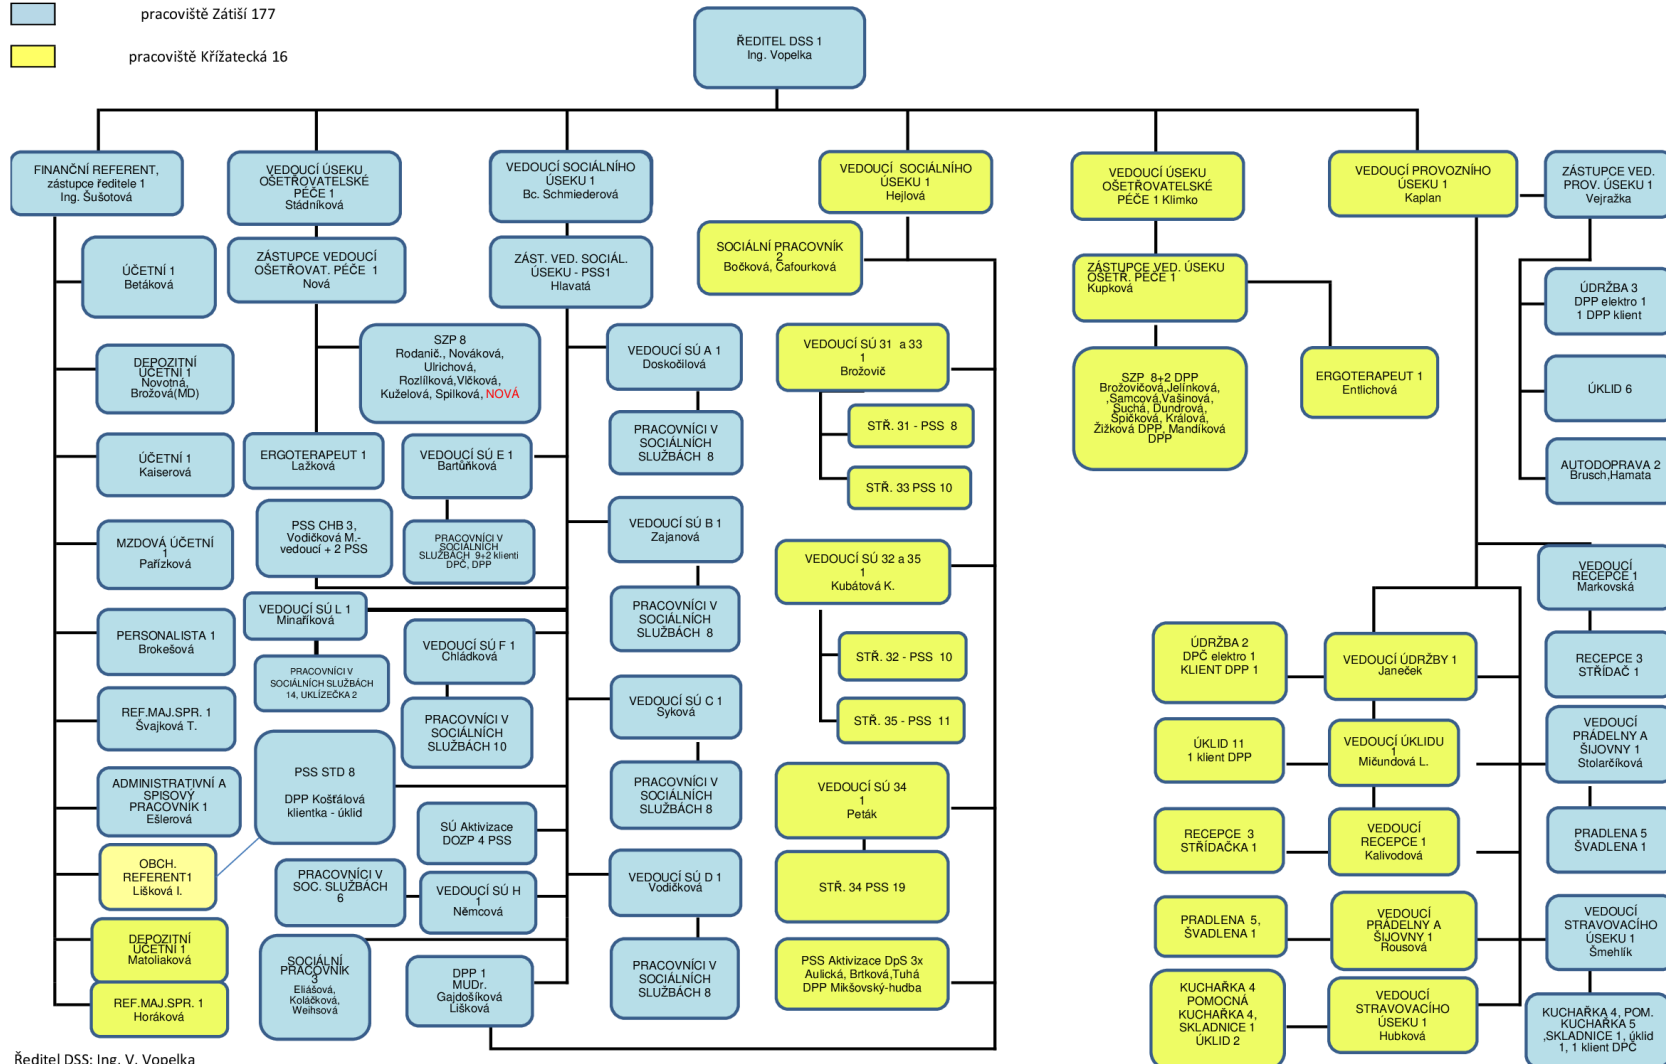 pracoviště Zátiší 177
pracoviště Křížatecká 16
ŘEDITEL DSS 1
Ing. Vopelka
FINANČNÍ REFERENT,
zástupce ředitele 1
Ing. Šušotová
VEDOUCÍ ÚSEKU
OŠETŘOVATELSKÉ
PÉČE 1
Stádníková
VEDOUCÍ SOCIÁLNÍHO
ÚSEKU 1
Bc. Schmiederová
VEDOUCÍ SOCIÁLNÍHO
ÚSEKU 1
Hejlová
VEDOUCÍ ÚSEKU
OŠETŘOVATELSKÉ
PÉČE 1 Klimko
VEDOUCÍ PROVOZNÍHO
ÚSEKU 1
Kaplan
ZÁSTUPCE VED.
PROV. ÚSEKU 1
Vejražka
ÚČETNÍ 1
Betáková
DEPOZITNÍ
ÚČETNÍ 1
Novotná,
Brožová(MD)
ÚČETNÍ 1
Kaiserová
MZDOVÁ ÚČETNÍ
1
Pařízková
PERSONALISTA 1
Brokešová
REF.MAJ.SPR. 1
Švajková T.
ADMINISTRATIVNÍ A
SPISOVÝ
PRACOVNÍK 1
Ešlerová
OBCH.
REFERENT1
Lišková I.
DEPOZITNÍ
ÚČETNÍ 1
Matoliaková
REF.MAJ.SPR. 1
Horáková
ZÁSTUPCE VEDOUCÍ
OŠETŘOVAT. PÉČE 1
Nová
SZP 8
Rodanič., Nováková,
Ulrichová,
Rozlílková,Vlčková,
Kuželová, Spilková, NOVÁ
ERGOTERAPEUT 1
Lažková
VEDOUCÍ SÚ E 1
Bartůňková
PSS CHB 3,
Vodičková M.-
vedoucí + 2 PSS
PRACOVNÍCI V
SOCIÁLNÍCH
SLUŽBÁCH 9+2 klienti
DPČ, DPP
VEDOUCÍ SÚ L 1
Minaříková
PRACOVNÍCI V
SOCIÁLNÍCH SLUŽBÁCH
14, UKLÍZEČKA 2
VEDOUCÍ SÚ F 1
Chládková
PRACOVNÍCI V
SOCIÁLNÍCH
SLUŽBÁCH 10
PSS STD 8
DPP Košťálová
klientka - úklid
SÚ Aktivizace
DOZP 4 PSS
PRACOVNÍCI V
SOC. SLUŽBÁCH
6
VEDOUCÍ SÚ H
1
Němcová
SOCIÁLNÍ
PRACOVNÍK
3
Eliášová,
Koláčková,
Weihsová
DPP 1
MUDr.
Gajdošíková
Lišková
ZÁST. VED. SOCIÁL.
ÚSEKU - PSS1
Hlavatá
VEDOUCÍ SÚ A 1
Doskočilová
PRACOVNÍCI V
SOCIÁLNÍCH
SLUŽBÁCH 8
VEDOUCÍ SÚ B 1
Zajanová
PRACOVNÍCI V
SOCIÁLNÍCH
SLUŽBÁCH 8
VEDOUCÍ SÚ C 1
Syková
PRACOVNÍCI V
SOCIÁLNÍCH
SLUŽBÁCH 8
VEDOUCÍ SÚ D 1
Vodičková
PRACOVNÍCI V
SOCIÁLNÍCH
SLUŽBÁCH 8
SOCIÁLNÍ PRACOVNÍK
2
Bočková, Cafourková
VEDOUCÍ SÚ 31 a 33
1
Brožovič
STŘ. 31 - PSS 8
STŘ. 33 PSS 10
VEDOUCÍ SÚ 32 a 35
1
Kubátová K.
STŘ. 32 - PSS 10
STŘ. 35 - PSS 11
VEDOUCÍ SÚ 34
1
Peták
STŘ. 34 PSS 19
PSS Aktivizace DpS 3x
Aulická, Brtková,Tuhá
DPP Mikšovský-hudba
ZÁSTUPCE VED. ÚSEKU
OŠETŘ. PÉČE 1
Kupková
SZP 8+2 DPP
Brožovičová,Jelínková,
,Samcová,Vašinová,
Suchá, Dundrová,
Špičková, Králová,
Žižková DPP, Mandíková
DPP
ERGOTERAPEUT 1
Entlichová
ÚDRŽBA 3
DPP elektro 1
1 DPP klient
ÚKLID 6
AUTODOPRAVA 2
Brusch,Hamata
VEDOUCÍ
RECEPCE 1
Markovská
RECEPCE 3
STŘÍDAČ 1
VEDOUCÍ
PRÁDELNY A
ŠIJOVNY 1
Stolarčíková
PRADLENA 5
ŠVADLENA 1
VEDOUCÍ
STRAVOVACÍHO
ÚSEKU 1
Šmehlík
KUCHAŘKA 4, POM.
KUCHAŘKA 5
,SKLADNICE 1, úklid
1, 1 klient DPČ
ÚDRŽBA 2
DPČ elektro 1
KLIENT DPP 1
VEDOUCÍ ÚDRŽBY 1
Janeček
ÚKLID 11
1 klient DPP
VEDOUCÍ ÚKLIDU
1
Mičundová L.
RECEPCE 3
STŘÍDAČKA 1
VEDOUCÍ
RECEPCE 1
Kalivodová
PRADLENA 5,
ŠVADLENA 1
VEDOUCÍ
PRÁDELNY A
ŠIJOVNY 1
Rousová
KUCHAŘKA 4
POMOCNÁ
KUCHAŘKA 4,
SKLADNICE 1
ÚKLID 2
VEDOUCÍ
STRAVOVACÍHO
ÚSEKU 1
Hubková
Ředitel DSS: Ing. V. Vopelka